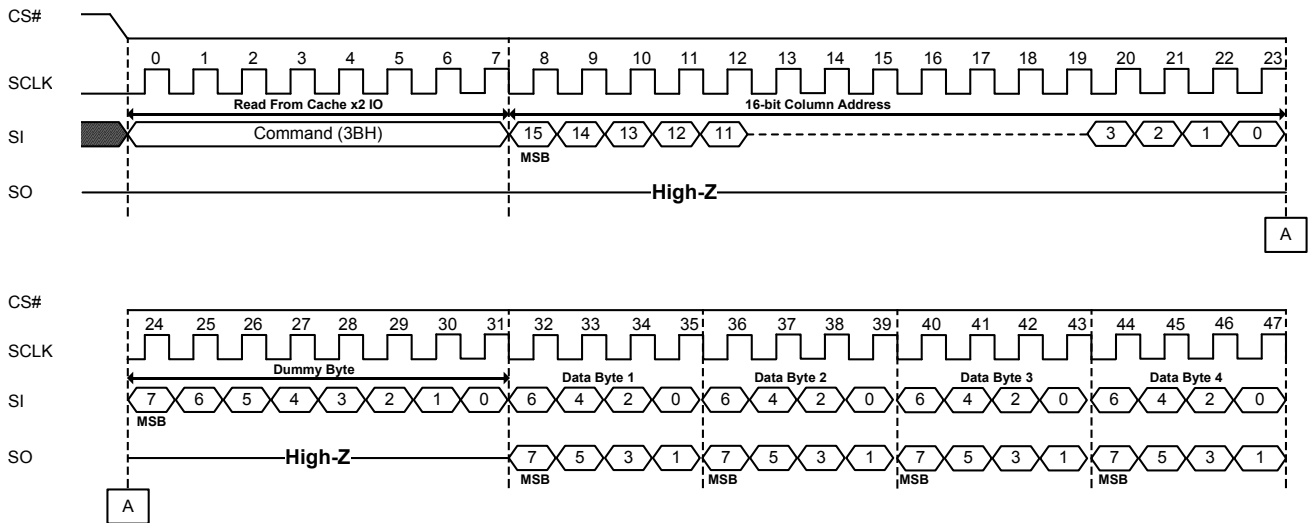 CS#
0 1 2 3 4 5 6 7 8 9 10 11 12 13 14 15 16 17 18 19 20 21 22 23
SCLK
Read From Cache x2 IO 16-bit Column Address
SI Command (3BH) 15 14 13 12 11 3 2 1 0
MSB
SO High-Z
A
CS#
24 25 26 27 28 29 30 31 32 33 34 35 36 37 38 39 40 41 42 43 44 45 46 47
SCLK
Dummy Byte Data Byte 1 Data Byte 2 Data Byte 3 Data Byte 4
SI 7 6 5 4 3 2 1 0 6 4 2 0 6 4 2 0 6 4 2 0 6 4 2 0
MSB
SO High-Z 7 5 3 1 7 5 3 1 7 5 3 1 7 5 3 1
MSB MSB MSB MSB
A